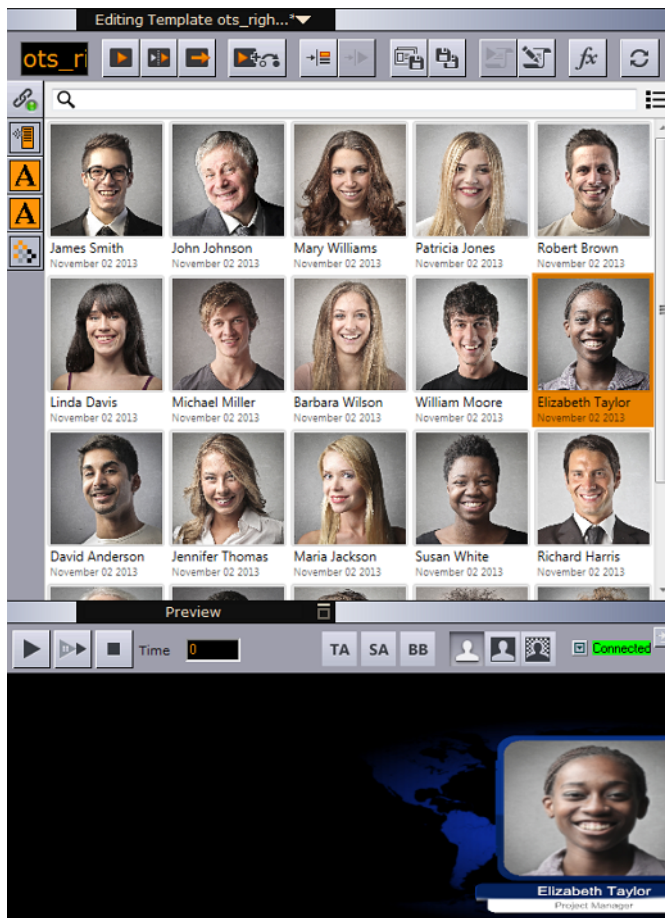 Editing Template ots_righ...*
ots_ri
fx
A
A
James Smith
November 02 2013
John Johnson
November 02 2013
Mary Williams
November 02 2013
Patricia Jones
November 02 2013
Robert Brown
November 02 2013
Linda Davis
November 02 2013
Michael Miller
November 02 2013
Barbara Wilson
November 02 2013
William Moore
November 02 2013
Elizabeth Taylor
November 02 2013
David Anderson
November 02 2013
Jennifer Thomas
November 02 2013
Maria Jackson
November 02 2013
Susan White
November 02 2013
Richard Harris
November 02 2013
Preview
Time 0 TA SA BB Connected
Elizabeth Taylor
Project Manager